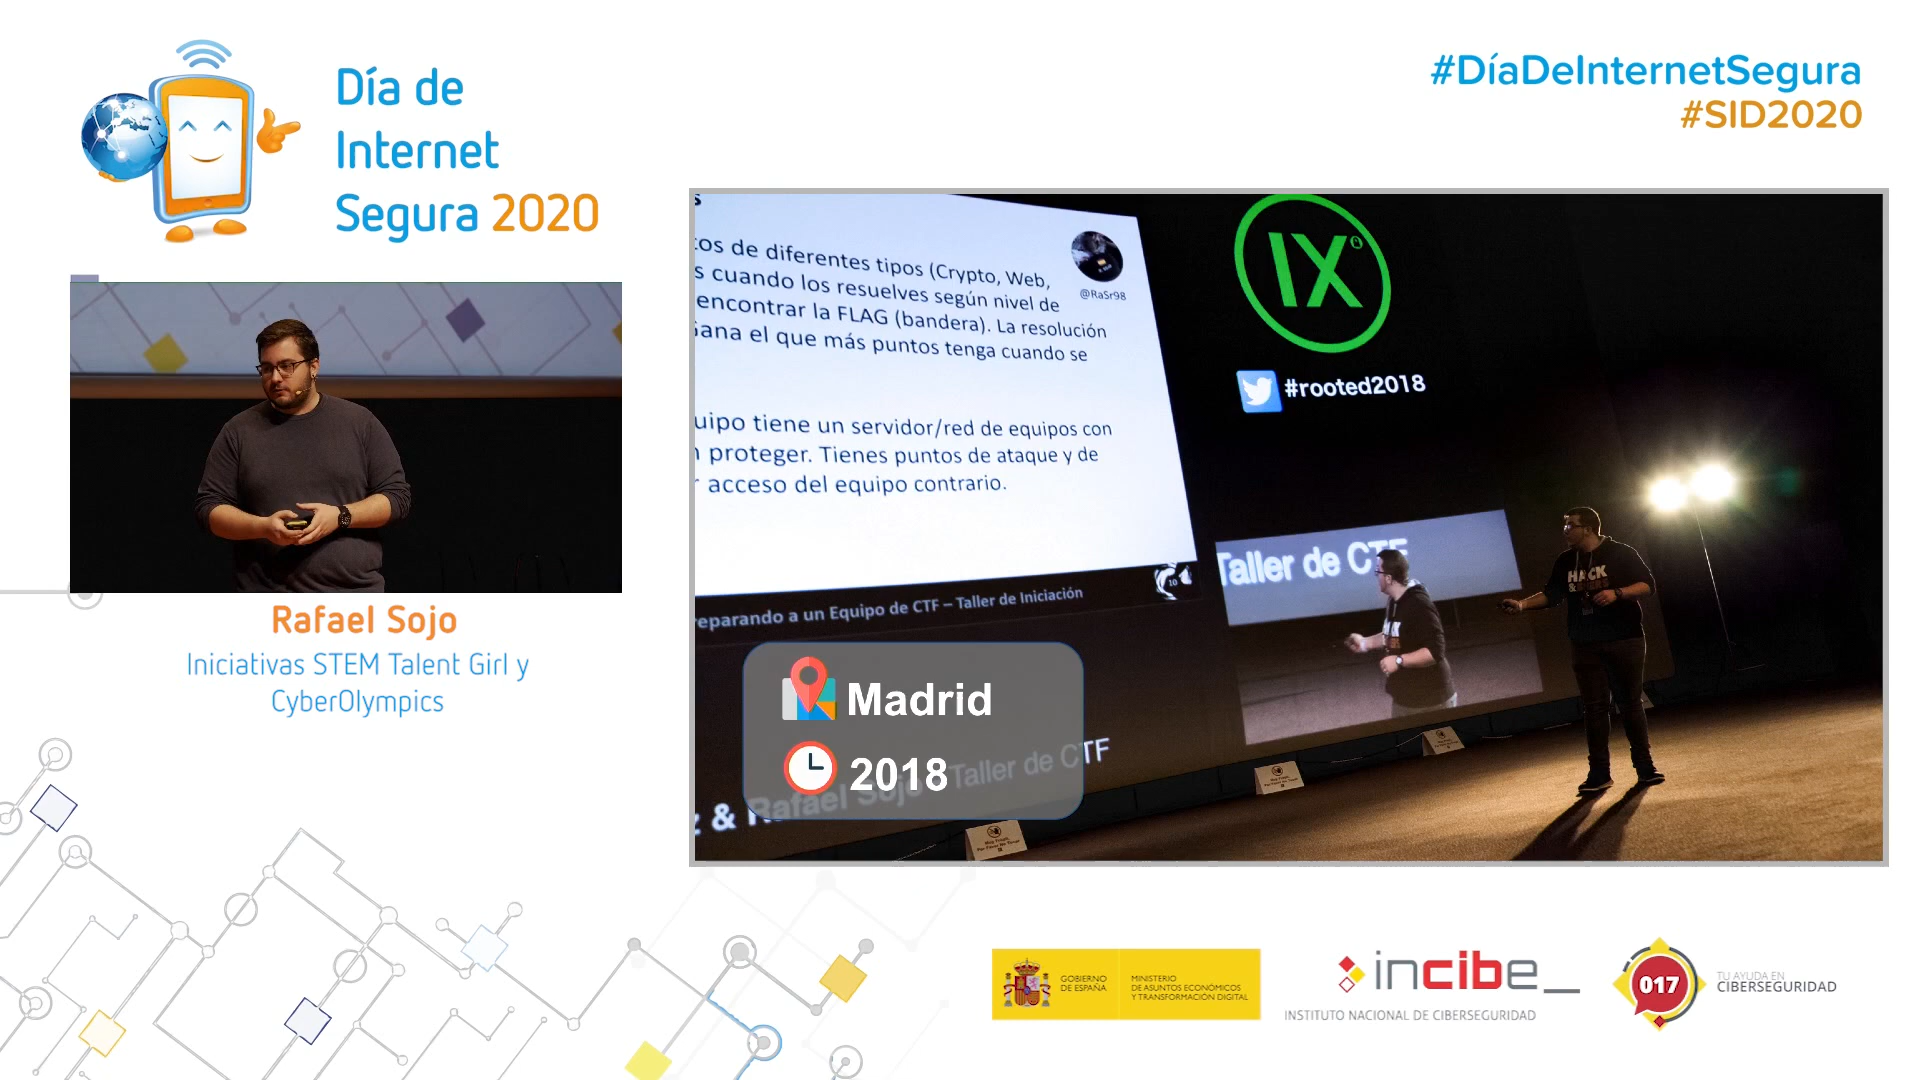 Día de
Internet
Segura 2020
#DíaDeInternetSegura
#SID2020
Rafael Sojo
Iniciativas STEM Talent Girl y
CyberOlympics
os de diferentes tipos (Crypto, Web,
s cuando los resuelves según nivel de
encontrar la FLAG (bandera). La resolución
ana el que más puntos tenga cuando se
@RaSr98
uipo tiene un servidor/red de equipos con
proteger. Tienes puntos de ataque y de
r acceso del equipo contrario.
eparando a un Equipo de CTF – Taller de Iniciación
10
IX
#rooted2018
Taller de CTF
HACK
Madrid
2018
z & Rafael Sojo - Taller de CTF
GOBIERNO
DE ESPAÑA
MINISTERIO
DE ASUNTOS ECONÓMICOS
Y TRANSFORMACIÓN DIGITAL
incibe_
INSTITUTO NACIONAL DE CIBERSEGURIDAD
017
TU AYUDA EN
CIBERSEGURIDAD